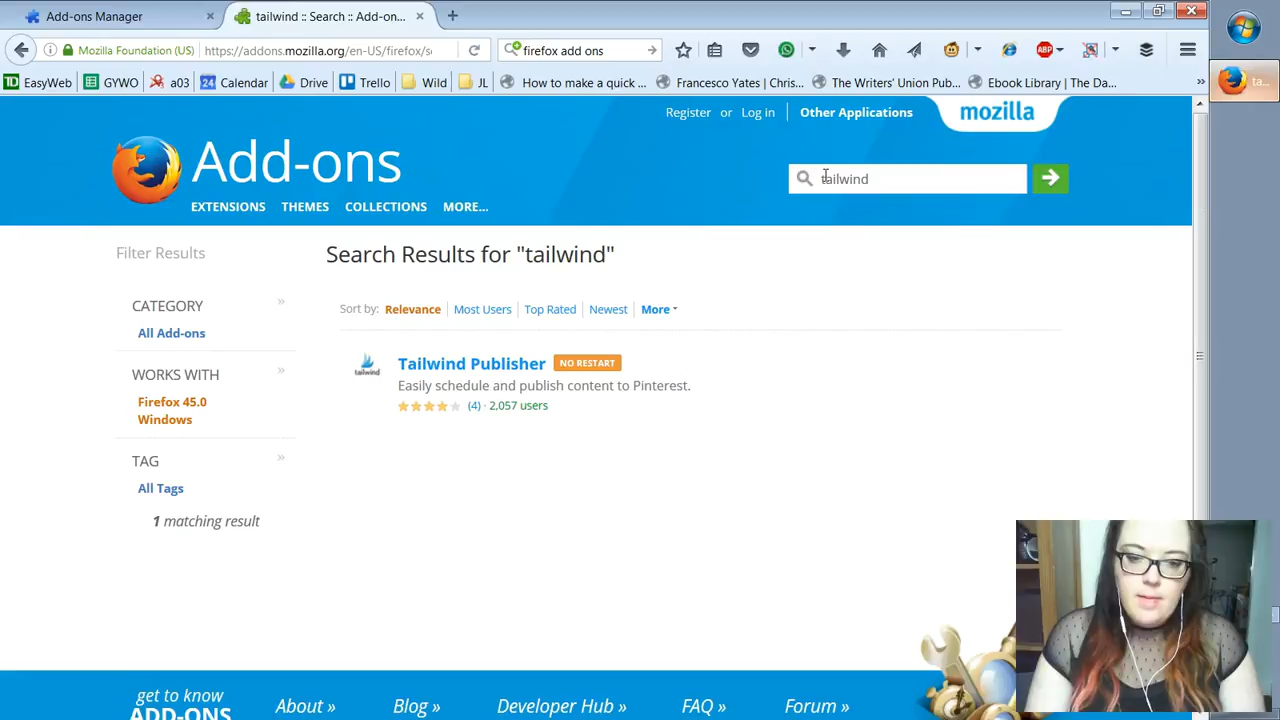 Add-ons Manager
tailwind :: Search :: Add-on...
Mozilla Foundation (US)
https://addons.mozilla.org/en-US/firefox/s
firefox add ons
ABP
TD EasyWeb
GYWO
a03
24 Calendar
Drive
Trello
Wild
JL
How to make a quick ...
Francesco Yates | Chris...
The Writers' Union Pub...
Ebook Library | The Da...
ta...
Register or Log in
Other Applications
mozilla
Add-ons
tailwind
EXTENSIONS THEMES COLLECTIONS MORE...
Filter Results
Search Results for "tailwind"
CATEGORY
All Add-ons
Sort by: Relevance Most Users Top Rated Newest More
WORKS WITH
Firefox 45.0
Windows
tailwind
Tailwind Publisher NO RESTART
Easily schedule and publish content to Pinterest.
(4) · 2,057 users
TAG
All Tags
1 matching result
get to know
ADD-ONS
About »
Blog »
Developer Hub »
FAQ »
Forum »